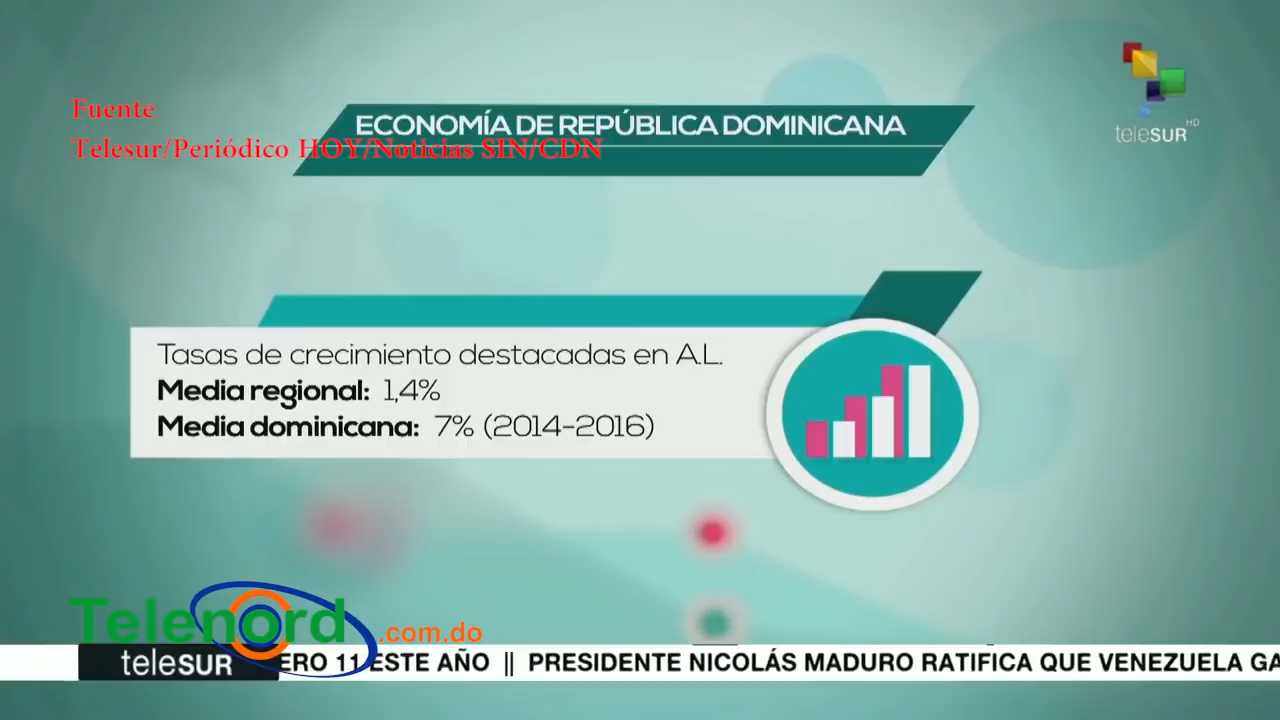 Fuente
ECONOMÍA DE REPÚBLICA DOMINICANA
Telesur/Periódico HOY/Noticias SIN/CDN
teleSUR HD
Tasas de crecimiento destacadas en A.L.
Media regional: 1,4%
Media dominicana: 7% (2014-2016)
Telenord.com.do
teleSUR ERO 11 ESTE AÑO || PRESIDENTE NICOLÁS MADURO RATIFICA QUE VENEZUELA GA